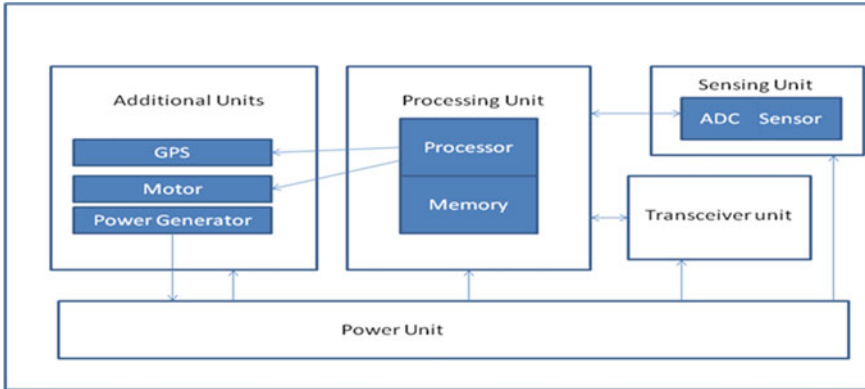 Additional Units
GPS
Motor
Power Generator
Processing Unit
Processor
Memory
Sensing Unit
ADC Sensor
Transceiver unit
Power Unit